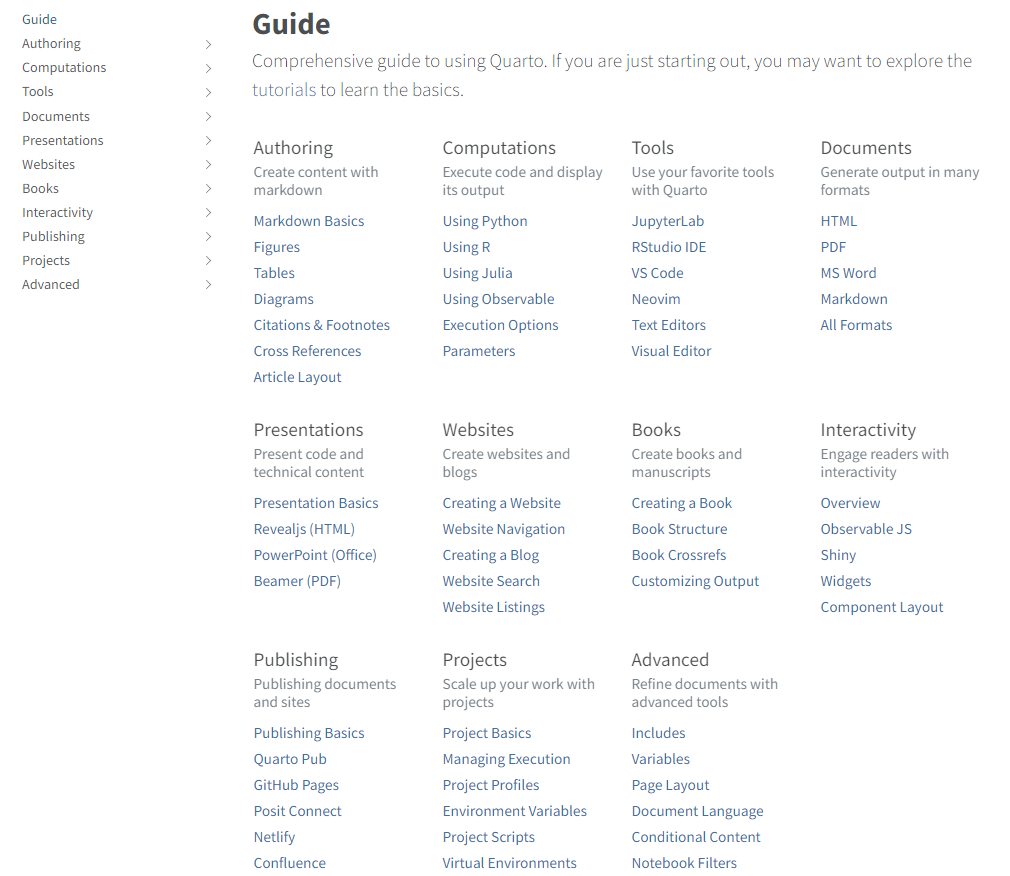 Guide
Authoring
Computations
Tools
Documents
Presentations
Websites
Books
Interactivity
Publishing
Projects
Advanced
Guide
Comprehensive guide to using Quarto. If you are just starting out, you may want to explore the
tutorials to learn the basics.
Authoring
Create content with
markdown
Markdown Basics
Figures
Tables
Diagrams
Citations & Footnotes
Cross References
Article Layout
Computations
Execute code and display
its output
Using Python
Using R
Using Julia
Using Observable
Execution Options
Parameters
Tools
Use your favorite tools
with Quarto
JupyterLab
RStudio IDE
VS Code
Neovim
Text Editors
Visual Editor
Documents
Generate output in many
formats
HTML
PDF
MS Word
Markdown
All Formats
Presentations
Present code and
technical content
Presentation Basics
Revealjs (HTML)
PowerPoint (Office)
Beamer (PDF)
Websites
Create websites and
blogs
Creating a Website
Website Navigation
Creating a Blog
Website Search
Website Listings
Books
Create books and
manuscripts
Creating a Book
Book Structure
Book Crossrefs
Customizing Output
Interactivity
Engage readers with
interactivity
Overview
Observable JS
Shiny
Widgets
Component Layout
Publishing
Publishing documents
and sites
Publishing Basics
Quarto Pub
GitHub Pages
Posit Connect
Netlify
Confluence
Projects
Scale up your work with
projects
Project Basics
Managing Execution
Project Profiles
Environment Variables
Project Scripts
Virtual Environments
Advanced
Refine documents with
advanced tools
Includes
Variables
Page Layout
Document Language
Conditional Content
Notebook Filters